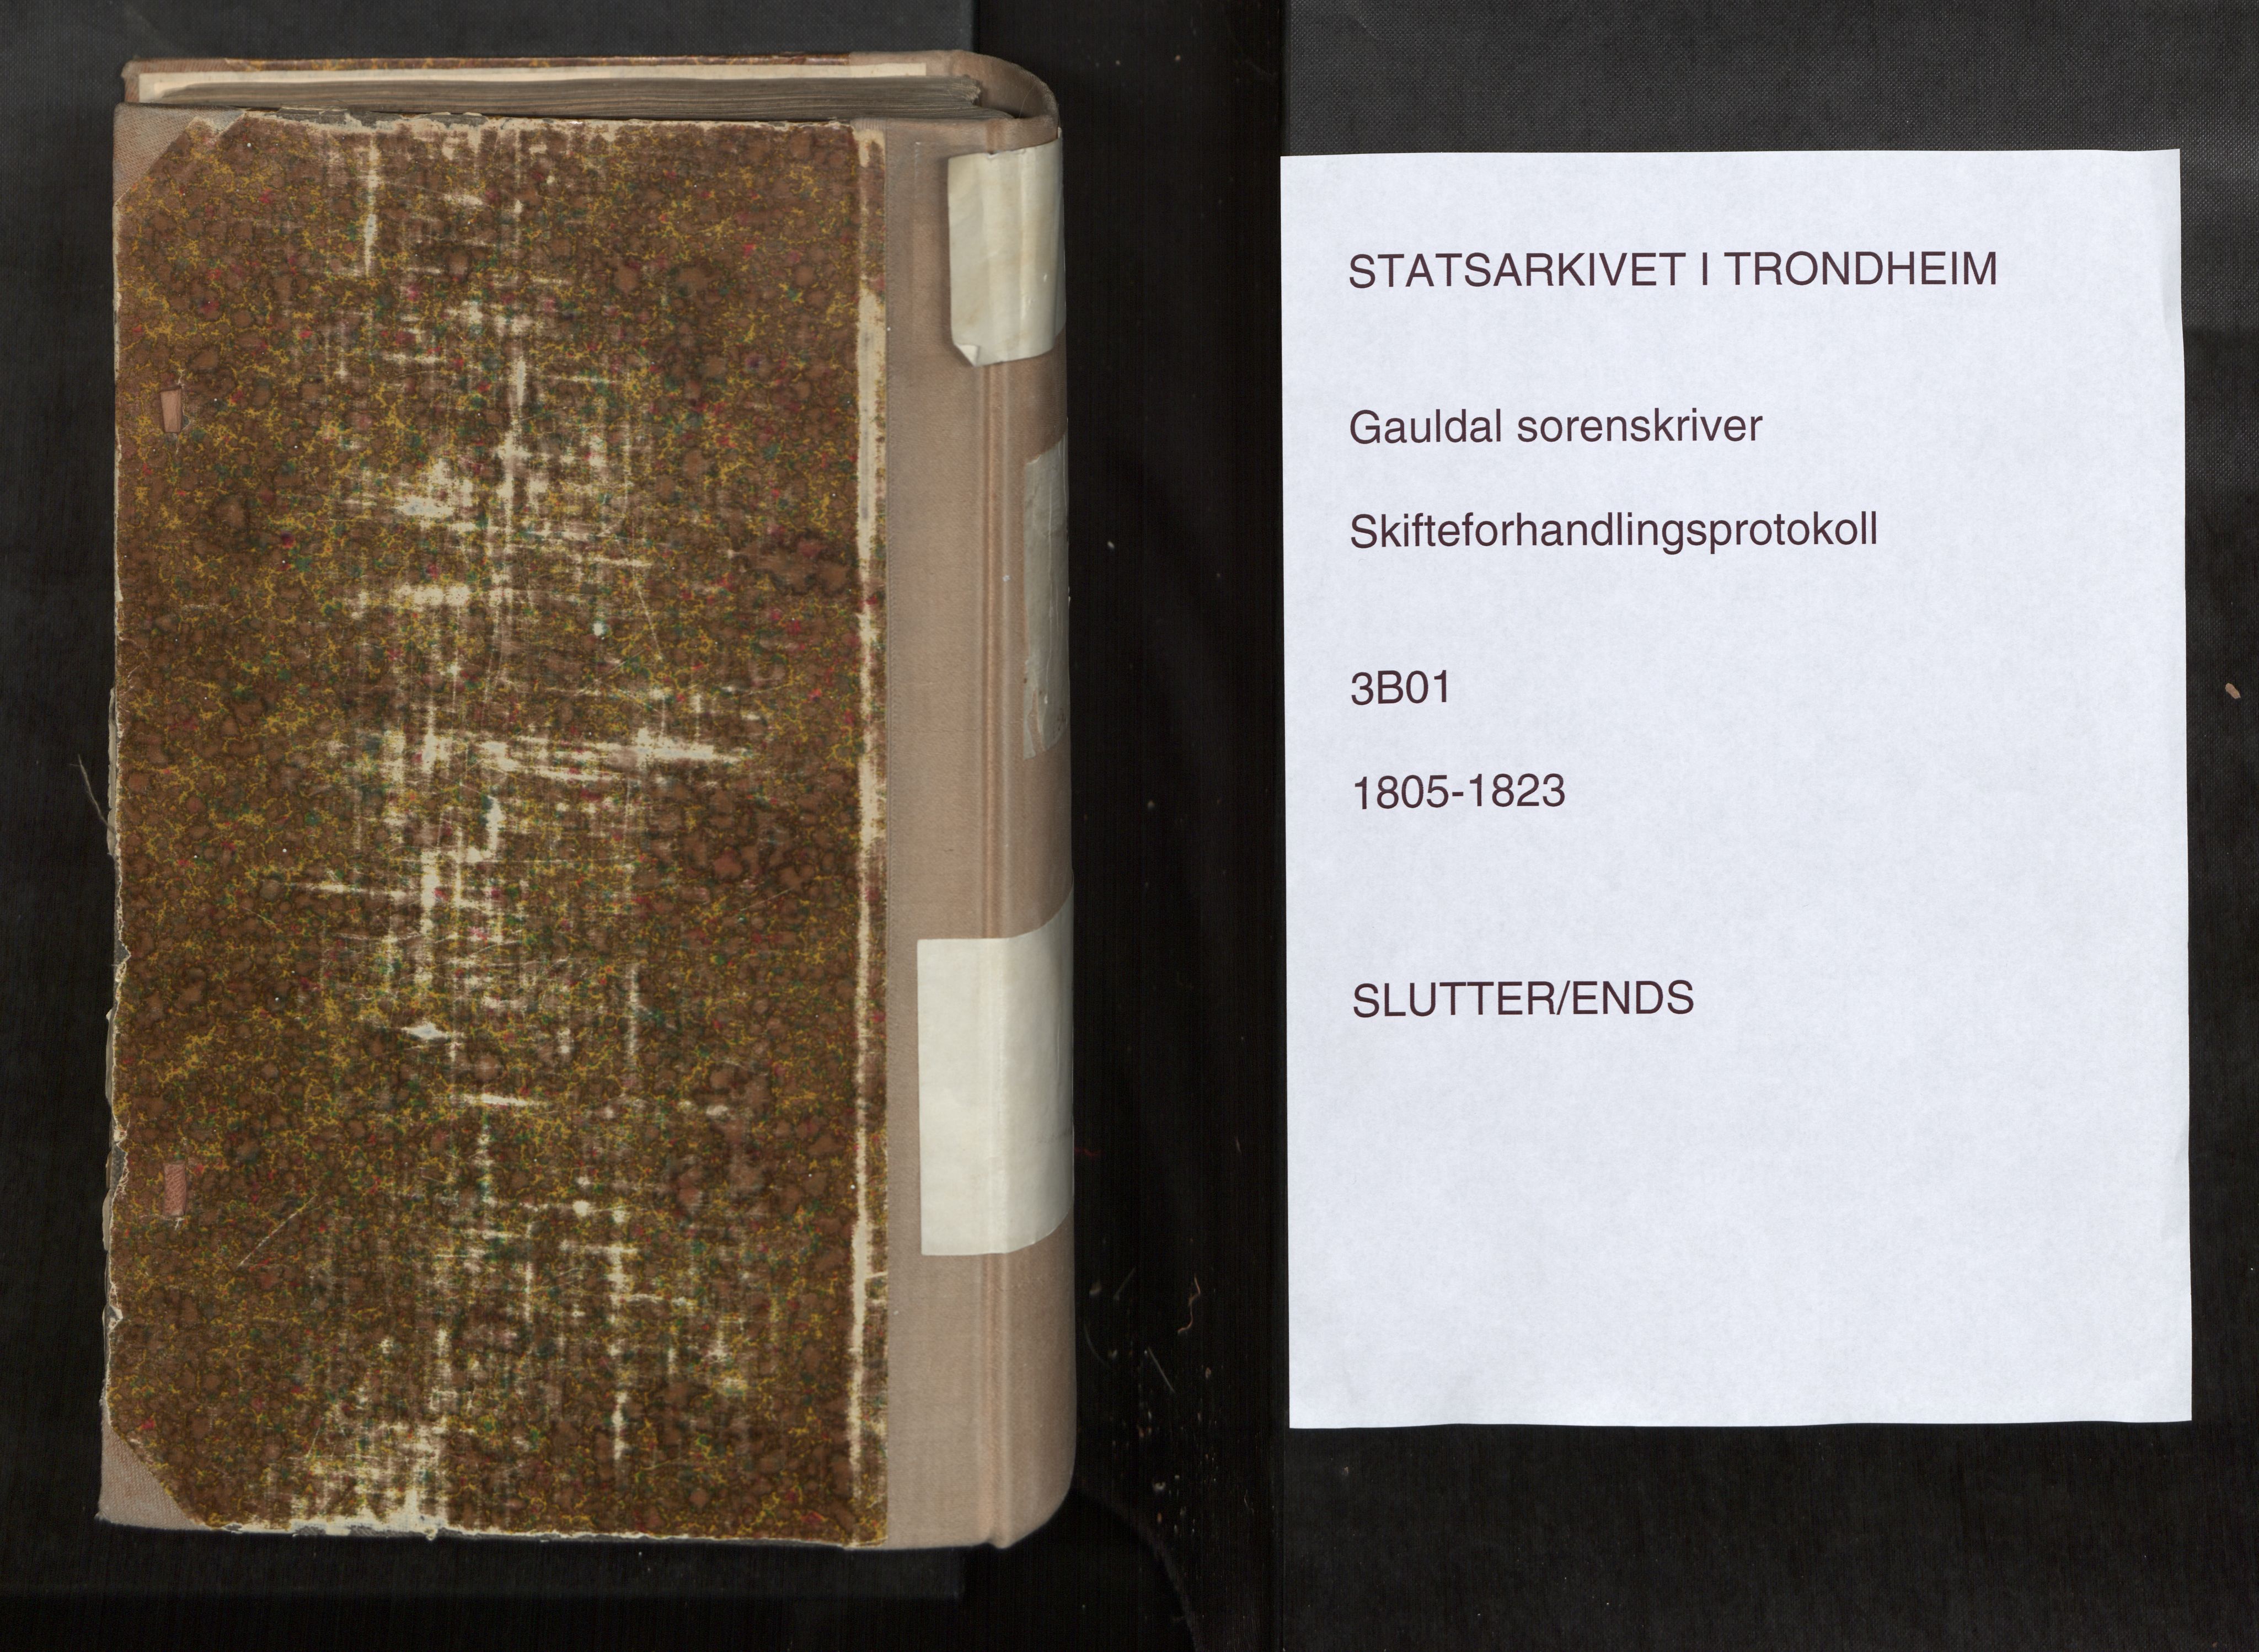 STATSARKIVET I TRONDHEIM
Gauldal sorenskriver
Skifteforhandlingsprotokoll
3B01
1805-1823
SLUTTER/ENDS